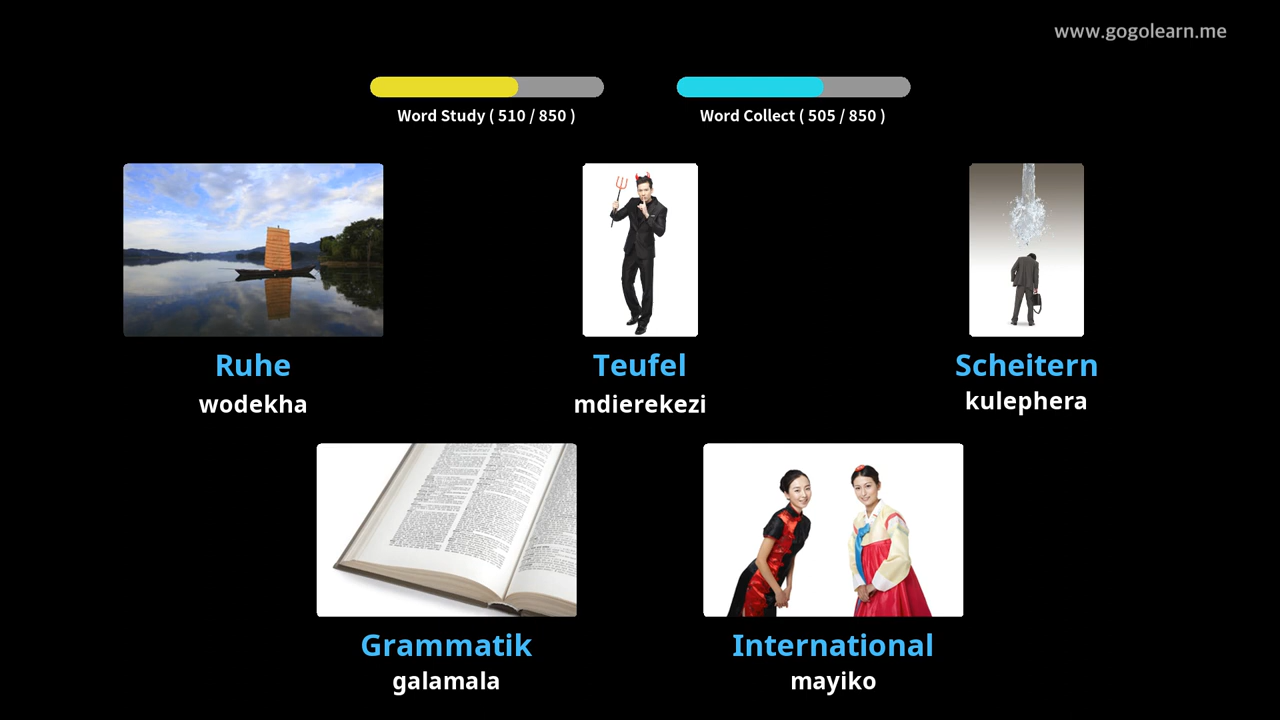 www.gogolearn.me
Word Study ( 510 / 850 )
Word Collect ( 505 / 850 )
Ruhe
wodekha
Teufel
mdierekezi
Scheitern
kulephera
Grammatik
galamala
International
mayiko